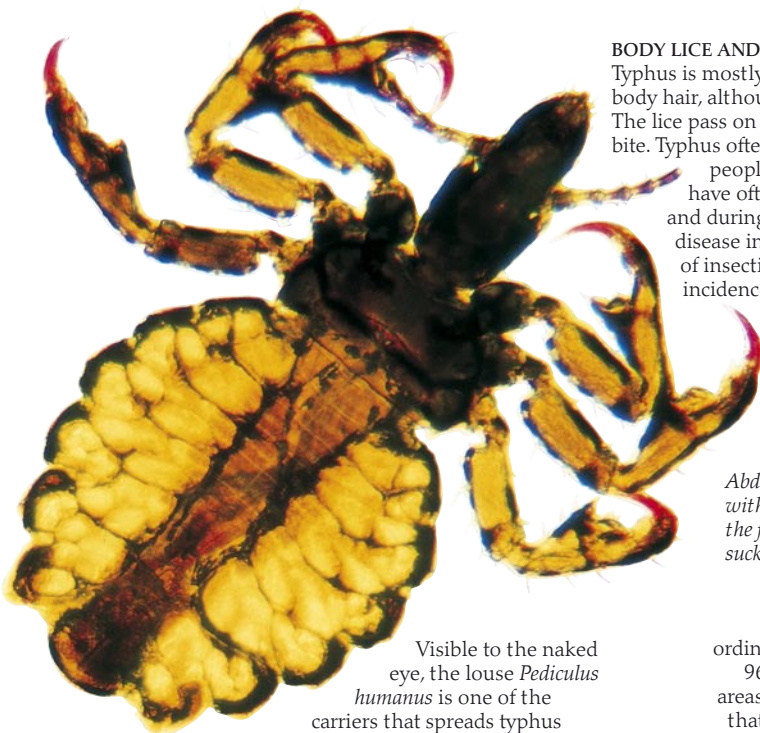 BODY LICE AND
Typhus is mostly
body hair, althou
The lice pass on
bite. Typhus ofte
peopl
have oft
and during
disease in
of insecti
incidence
Abd
with
the f
suck
Visible to the naked
eye, the louse Pediculus
humanus is one of the
carriers that spreads typhus
ordin
96
areas
that